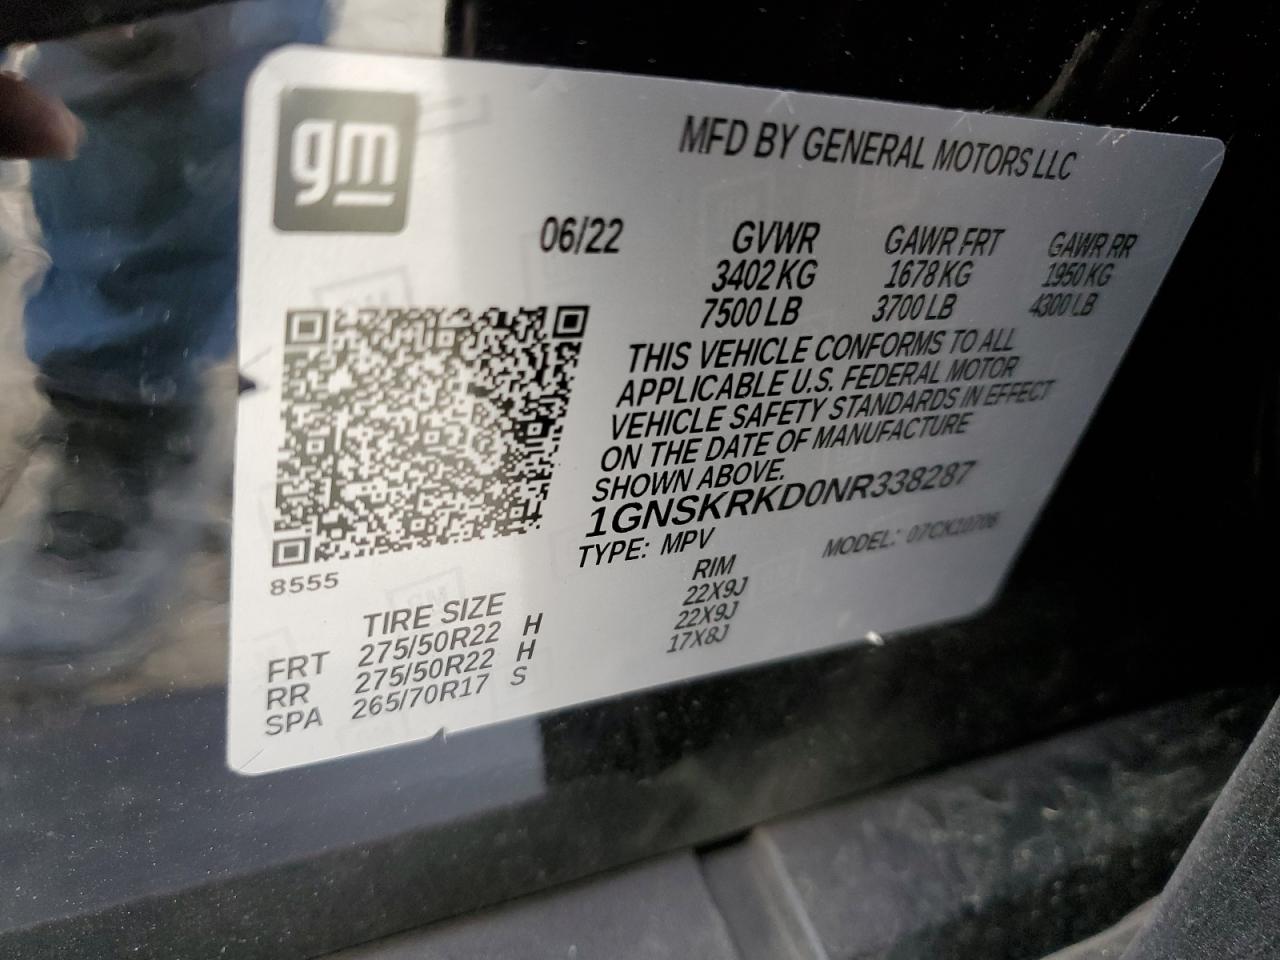 gm
MFD BY GENERAL MOTORS LLC
06/22 GVWR GAWR FRT GAWR RR
3402 KG 1678 KG 1950 KG
7500 LB 3700 LB 4300 LB
THIS VEHICLE CONFORMS TO ALL
APPLICABLE U.S. FEDERAL MOTOR
VEHICLE SAFETY STANDARDS IN EFFECT
ON THE DATE OF MANUFACTURE
SHOWN ABOVE.
1GNSKRKD0NR338287
TYPE: MPV MODEL: 07CK10706
8555
TIRE SIZE RIM
FRT 275/50R22 H 22X9J
RR 275/50R22 H 22X9J
SPA 265/70R17 S 17X8J